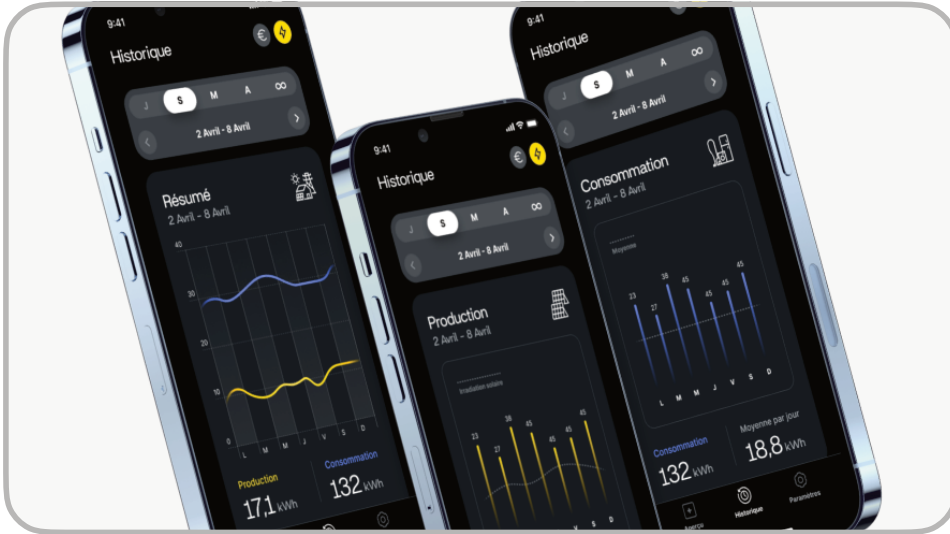 9:41
Historique
€
J S M A ∞
2 Avril - 8 Avril
Résumé
2 Avril - 8 Avril
40
30
20
10
0
L M M J V S D
Production
17,1 kWh
Consommation
132 kWh
9:41
Historique
€
J S M A ∞
2 Avril - 8 Avril
Production
2 Avril - 8 Avril
Irradiation solaire
23 27 38 45 45 45 45
V S D
9:41
Historique
J S M A ∞
2 Avril - 8 Avril
Consommation
2 Avril - 8 Avril
Moyenne
23 27 38 45 45 45 45
L M M J V S D
Consommation
132 kWh
Moyenne par jour
18,8 kWh
Historique
Paramètres